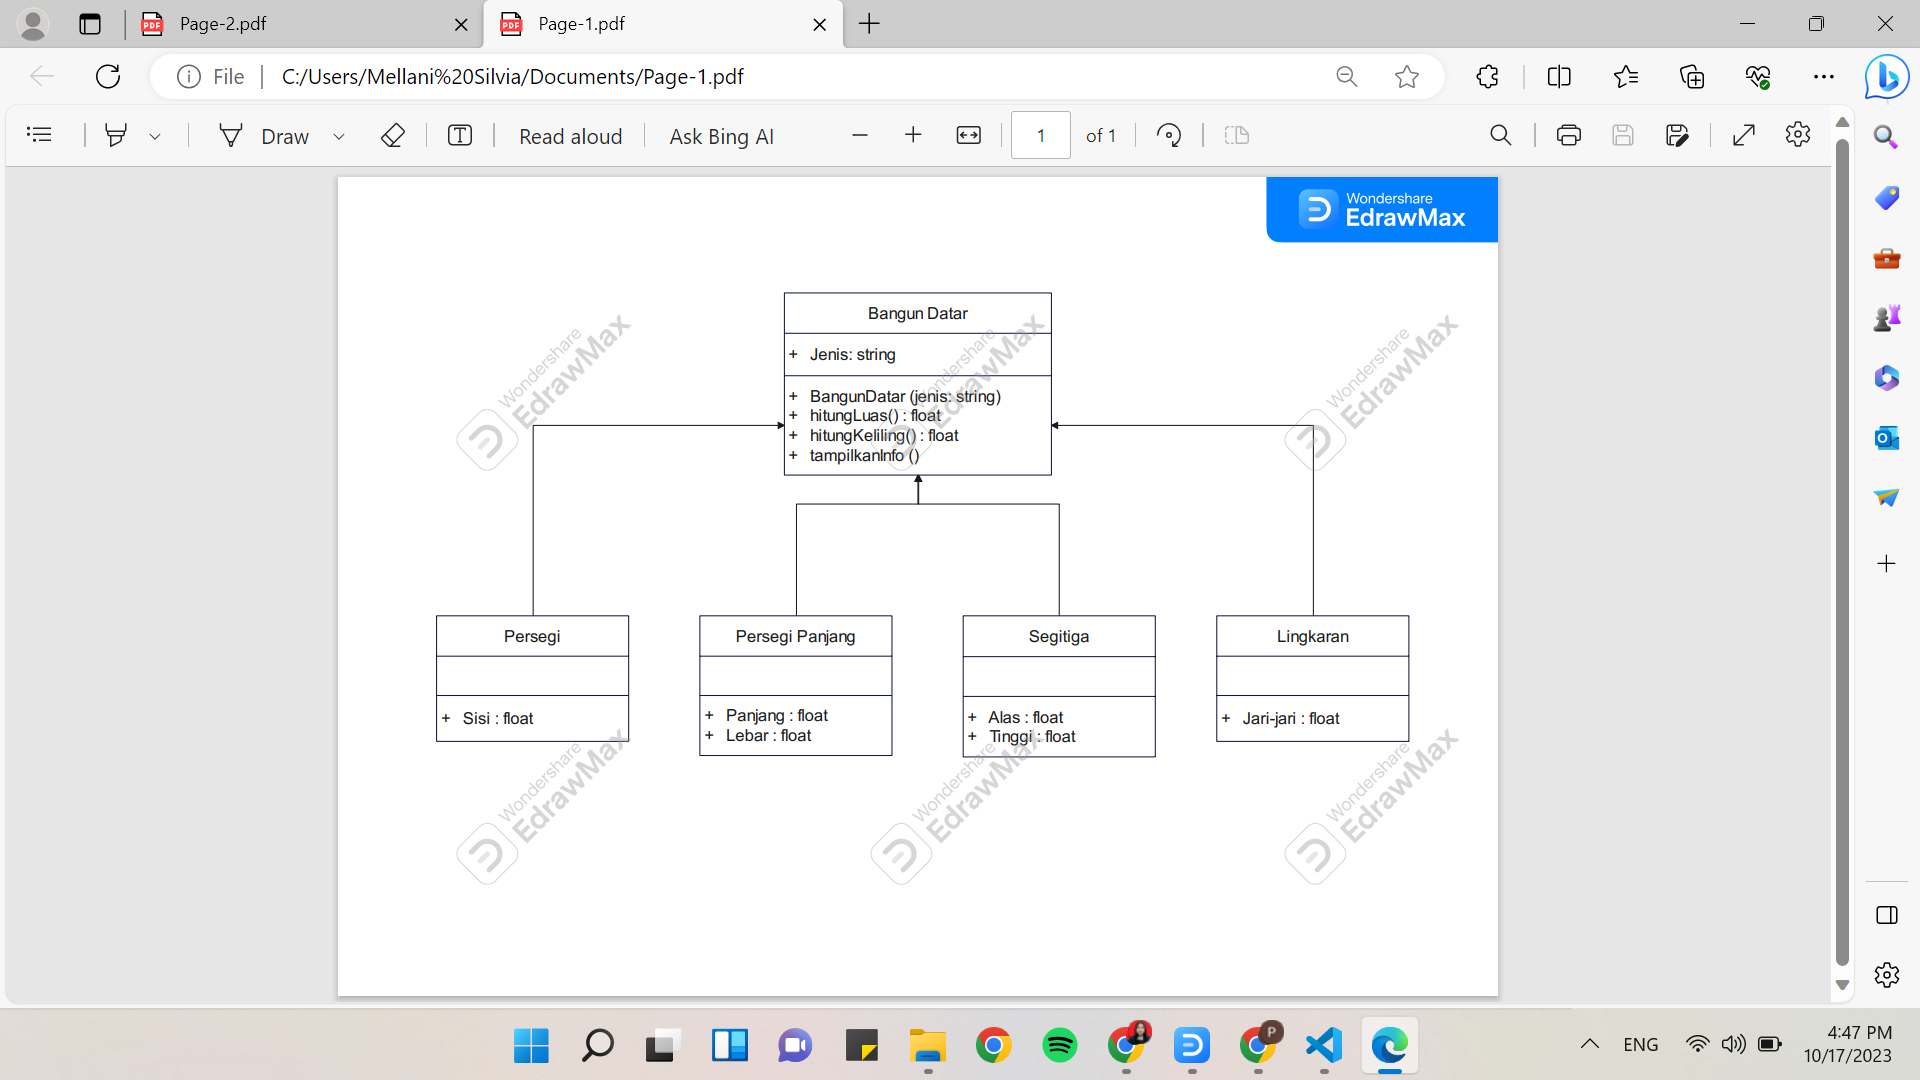 Page-2.pdf
Page-1.pdf
File
C:/Users/Mellani%20Silvia/Documents/Page-1.pdf
Draw
Read aloud
Ask Bing AI
1
of 1
Wondershare
EdrawMax
Bangun Datar
+ Jenis: string
+ BangunDatar (jenis: string)
+ hitungLuas() : float
+ hitungKeliling() : float
+ tampilkanInfo ()
Wondershare
EdrawMax
Wondershare
EdrawMax
Wondershare
EdrawMax
Persegi
+ Sisi : float
Persegi Panjang
+ Panjang : float
+ Lebar : float
Segitiga
+ Alas : float
+ Tinggi : float
Lingkaran
+ Jari-jari : float
Wondershare
EdrawMax
Wondershare
EdrawMax
Wondershare
EdrawMax
P
ENG
4:47 PM
10/17/2023